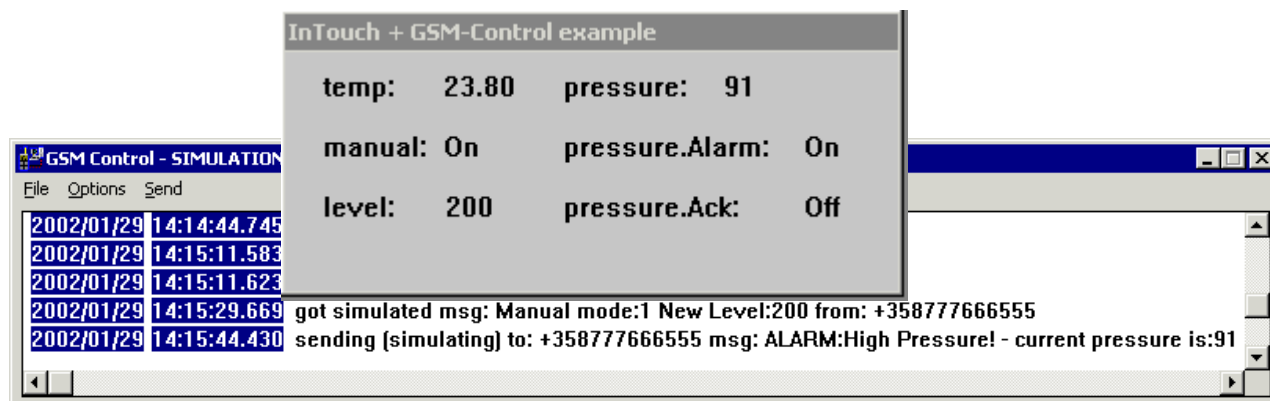 InTouch + GSM-Control example
temp: 23.80 pressure: 91
manual: On pressure.Alarm: On
level: 200 pressure.Ack: Off
GSM Control - SIMULATION
File Options Send
2002/01/29 14:14:44.745
2002/01/29 14:15:11.583
2002/01/29 14:15:11.623
2002/01/29 14:15:29.669 got simulated msg: Manual mode:1 New Level:200 from: +358777666555
2002/01/29 14:15:44.430 sending (simulating) to: +358777666555 msg: ALARM:High Pressure! - current pressure is:91